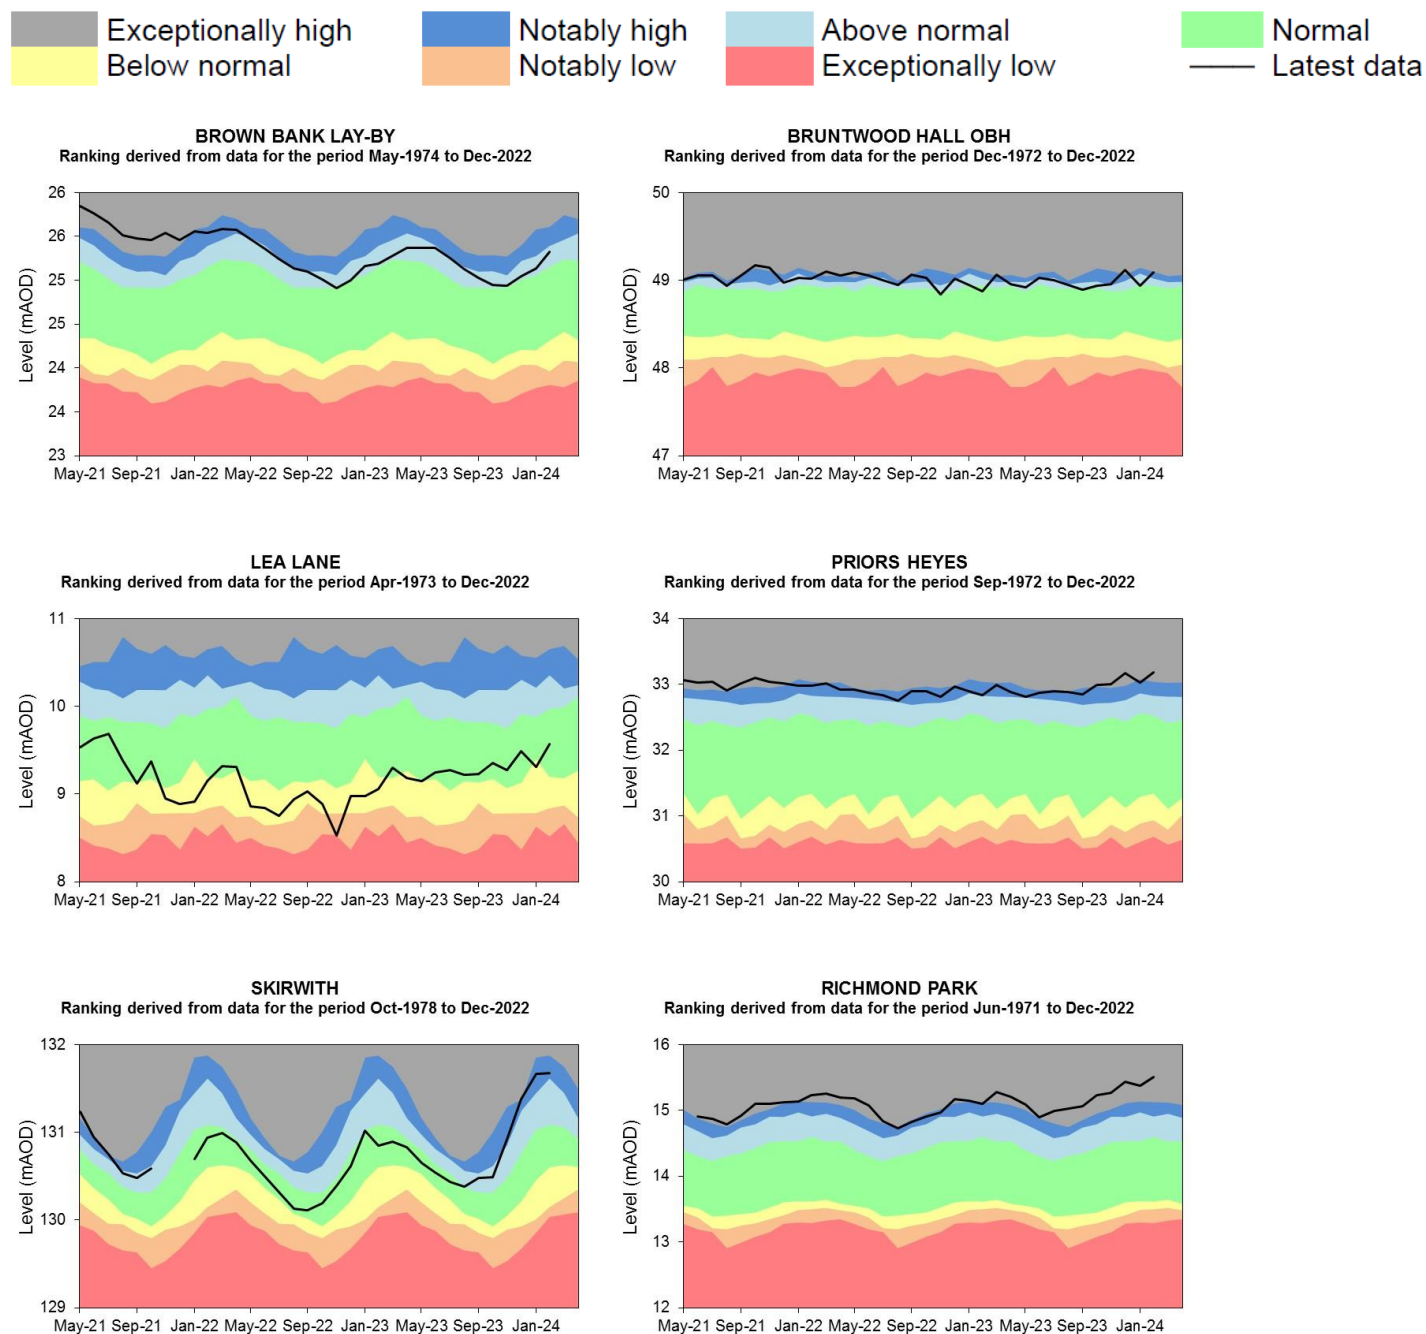 Exceptionally high Notably high Above normal Normal
Below normal Notably low Exceptionally low Latest data
BROWN BANK LAY-BY
Ranking derived from data for the period May-1974 to Dec-2022
Level (mAOD)
26
26
25
25
24
24
23
May-21 Sep-21 Jan-22 May-22 Sep-22 Jan-23 May-23 Sep-23 Jan-24
BRUNTWOOD HALL OBH
Ranking derived from data for the period Dec-1972 to Dec-2022
Level (mAOD)
50
49
48
47
May-21 Sep-21 Jan-22 May-22 Sep-22 Jan-23 May-23 Sep-23 Jan-24
LEA LANE
Ranking derived from data for the period Apr-1973 to Dec-2022
Level (mAOD)
11
10
9
8
May-21 Sep-21 Jan-22 May-22 Sep-22 Jan-23 May-23 Sep-23 Jan-24
PRIORS HEYES
Ranking derived from data for the period Sep-1972 to Dec-2022
Level (mAOD)
34
33
32
31
30
May-21 Sep-21 Jan-22 May-22 Sep-22 Jan-23 May-23 Sep-23 Jan-24
SKIRWITH
Ranking derived from data for the period Oct-1978 to Dec-2022
Level (mAOD)
132
131
130
129
May-21 Sep-21 Jan-22 May-22 Sep-22 Jan-23 May-23 Sep-23 Jan-24
RICHMOND PARK
Ranking derived from data for the period Jun-1971 to Dec-2022
Level (mAOD)
16
15
14
13
12
May-21 Sep-21 Jan-22 May-22 Sep-22 Jan-23 May-23 Sep-23 Jan-24